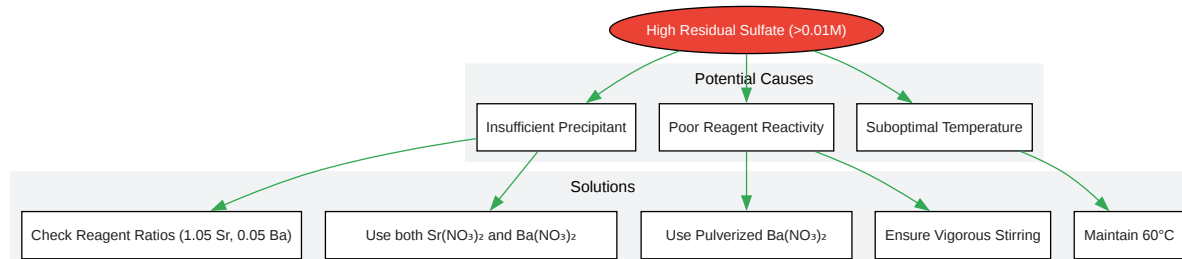 High Residual Sulfate (>0.01M)
Potential Causes
Insufficient Precipitant
Poor Reagent Reactivity
Suboptimal Temperature
Solutions
Check Reagent Ratios (1.05 Sr, 0.05 Ba)
Use both Sr(NO₃)₂ and Ba(NO₃)₂
Use Pulverized Ba(NO₃)₂
Ensure Vigorous Stirring
Maintain 60°C